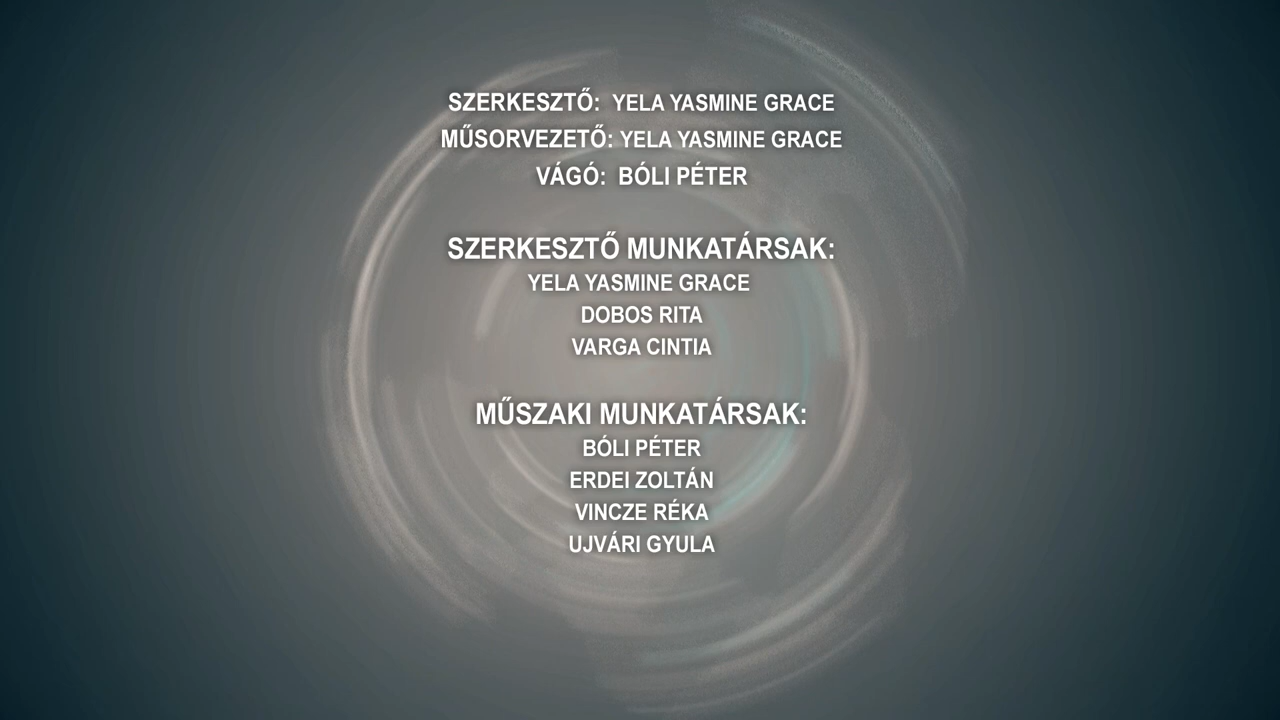 SZERKESZTŐ: YELA YASMINE GRACE
MŰSORVEZETŐ: YELA YASMINE GRACE
VÁGÓ: BÓLI PÉTER
SZERKESZTŐ MUNKATÁRSAK:
YELA YASMINE GRACE
DOBOS RITA
VARGA CINTIA
MŰSZAKI MUNKATÁRSAK:
BÓLI PÉTER
ERDEI ZOLTÁN
VINCZE RÉKA
UJVÁRI GYULA